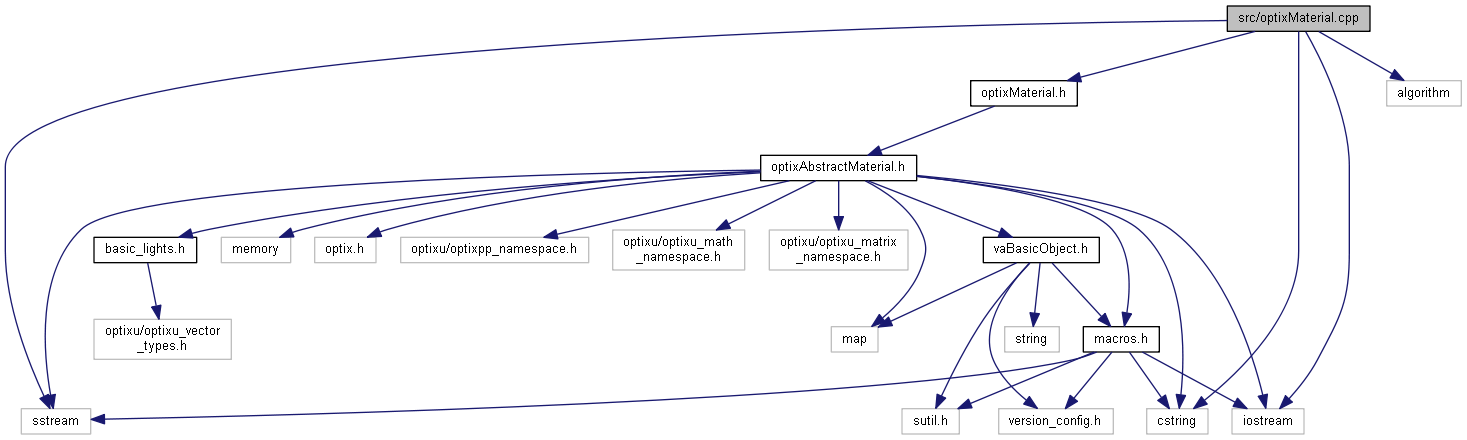 src/optixMaterial.cpp
optixMaterial.h
algorithm
optixAbstractMaterial.h
basic_lights.h
memory
optix.h
optixu/optixpp_namespace.h
optixu/optixu_math
_namespace.h
optixu/optixu_matrix
_namespace.h
vaBasicObject.h
optixu/optixu_vector
_types.h
map
string
macros.h
sstream
sutil.h
version_config.h
cstring
iostream